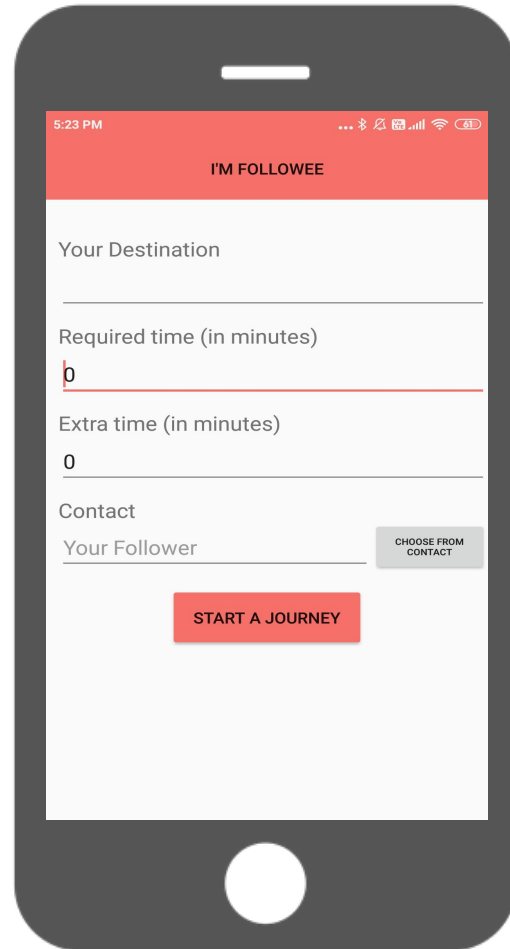 5:23 PM
61
I'M FOLLOWEE
Your Destination
Required time (in minutes)
0
Extra time (in minutes)
0
Contact
Your Follower
CHOOSE FROM
CONTACT
START A JOURNEY